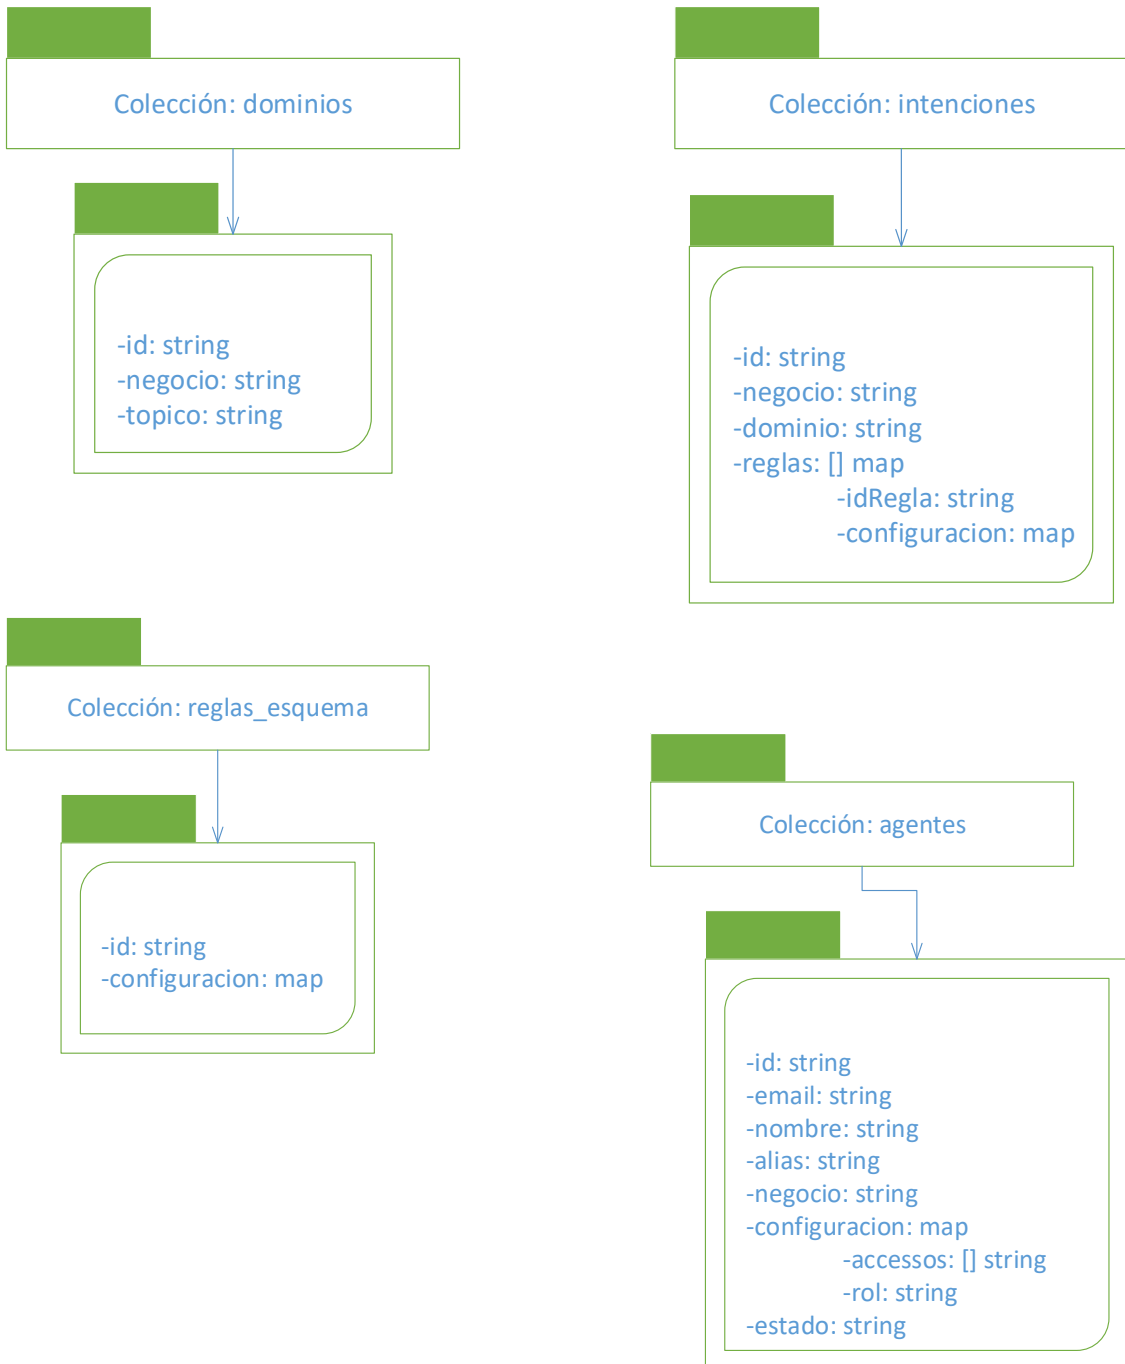 Colección: dominios
-id: string
-negocio: string
-topico: string
Colección: intenciones
-id: string
-negocio: string
-dominio: string
-reglas: [] map
-idRegla: string
-configuracion: map
Colección: reglas_esquema
-id: string
-configuracion: map
Colección: agentes
-id: string
-email: string
-nombre: string
-alias: string
-negocio: string
-configuracion: map
-accessos: [] string
-rol: string
-estado: string